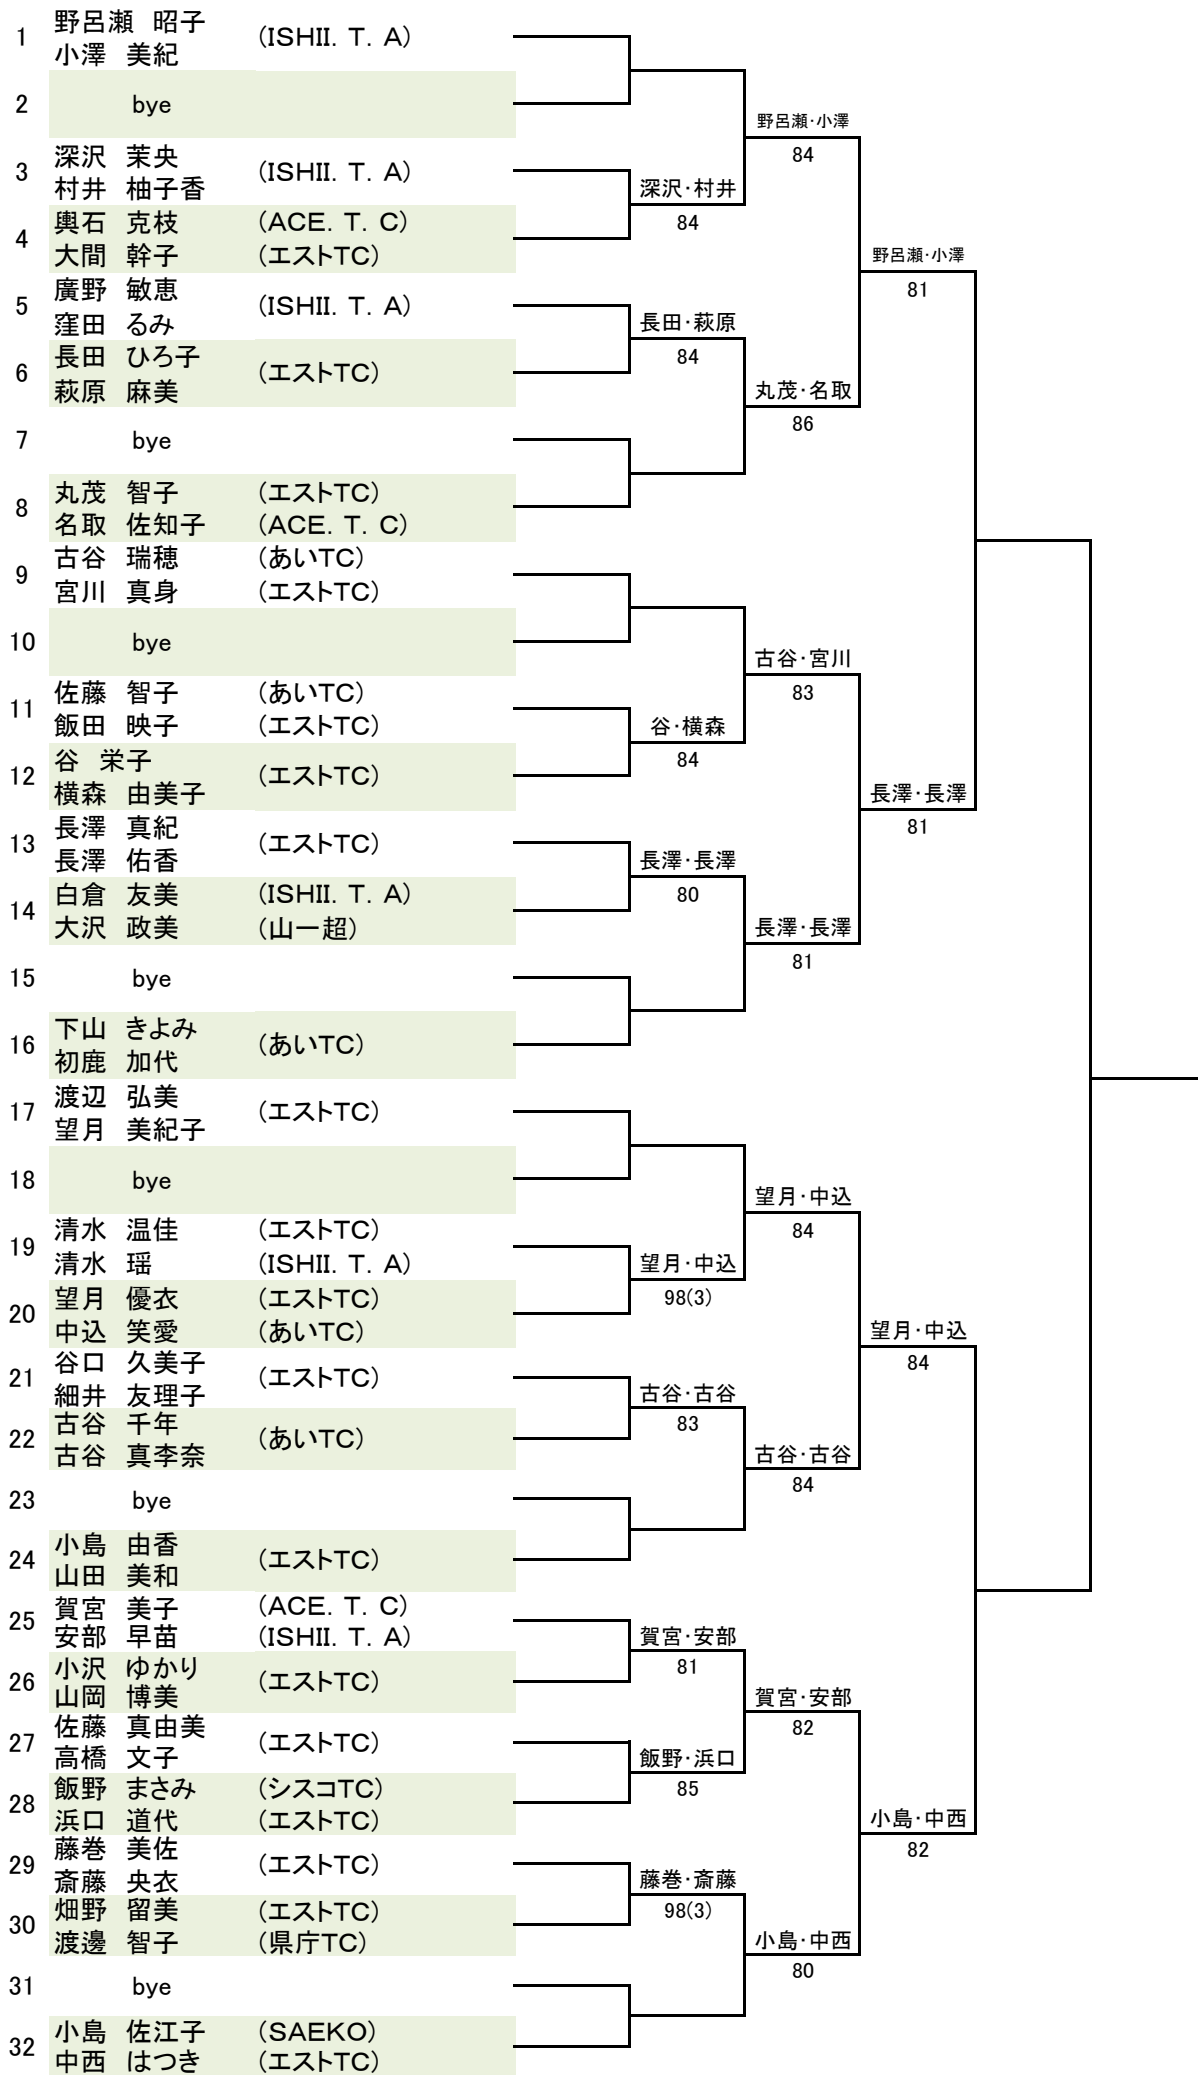 1 野呂瀬 昭子 (ISHII. T. A)
小澤 美紀
2 bye
野呂瀬・小澤
84
3 深沢 茉央 (ISHII. T. A)
村井 柚子香
深沢・村井
84
4 輿石 克枝 (ACE. T. C)
大間 幹子 (エストTC)
野呂瀬・小澤
81
5 廣野 敏恵 (ISHII. T. A)
窪田 るみ
長田・萩原
84
6 長田 ひろ子 (エストTC)
萩原 麻美
丸茂・名取
86
7 bye
8 丸茂 智子 (エストTC)
名取 佐知子 (ACE. T. C)
9 古谷 瑞穂 (あいTC)
宮川 真身 (エストTC)
10 bye
古谷・宮川
83
11 佐藤 智子 (あいTC)
飯田 映子 (エストTC)
谷・横森
84
12 谷 栄子 (エストTC)
横森 由美子
長澤・長澤
81
13 長澤 真紀 (エストTC)
長澤 佑香
長澤・長澤
80
14 白倉 友美 (ISHII. T. A)
大沢 政美 (山一超)
長澤・長澤
81
15 bye
16 下山 きよみ (あいTC)
初鹿 加代
17 渡辺 弘美 (エストTC)
望月 美紀子
18 bye
望月・中込
84
19 清水 温佳 (エストTC)
清水 瑶 (ISHII. T. A)
望月・中込
98(3)
20 望月 優衣 (エストTC)
中込 笑愛 (あいTC)
望月・中込
84
21 谷口 久美子 (エストTC)
細井 友理子
古谷・古谷
83
22 古谷 千年 (あいTC)
古谷 真李奈
古谷・古谷
84
23 bye
24 小島 由香 (エストTC)
山田 美和
25 賀宮 美子 (ACE. T. C)
安部 早苗 (ISHII. T. A)
賀宮・安部
81
26 小沢 ゆかり (エストTC)
山岡 博美
賀宮・安部
82
27 佐藤 真由美 (エストTC)
高橋 文子
飯野・浜口
85
28 飯野 まさみ (シスコTC)
浜口 道代 (エストTC)
小島・中西
82
29 藤巻 美佐 (エストTC)
斎藤 央衣
藤巻・斎藤
98(3)
30 畑野 留美 (エストTC)
渡邊 智子 (県庁TC)
小島・中西
80
31 bye
32 小島 佐江子 (SAEKO)
中西 はつき (エストTC)